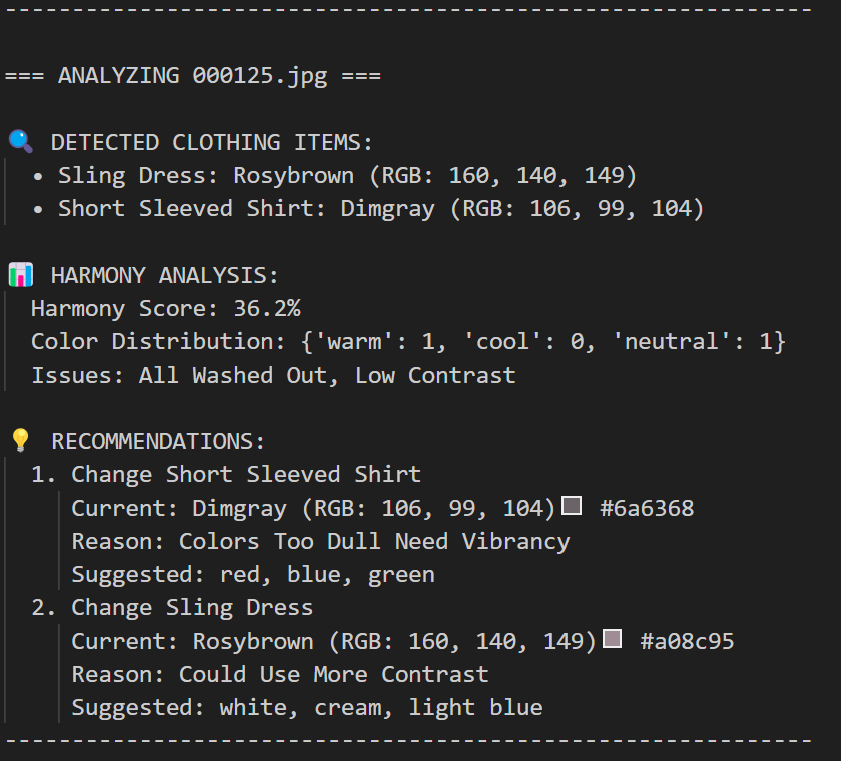 ------------------------------------------------------------
=== ANALYZING 000125.jpg ===
🔍 DETECTED CLOTHING ITEMS:
• Sling Dress: Rosybrown (RGB: 160, 140, 149)
• Short Sleeved Shirt: Dimgray (RGB: 106, 99, 104)
📊 HARMONY ANALYSIS:
Harmony Score: 36.2%
Color Distribution: {'warm': 1, 'cool': 0, 'neutral': 1}
Issues: All Washed Out, Low Contrast
💡 RECOMMENDATIONS:
1. Change Short Sleeved Shirt
Current: Dimgray (RGB: 106, 99, 104) #6a6368
Reason: Colors Too Dull Need Vibrancy
Suggested: red, blue, green
2. Change Sling Dress
Current: Rosybrown (RGB: 160, 140, 149) #a08c95
Reason: Could Use More Contrast
Suggested: white, cream, light blue
------------------------------------------------------------